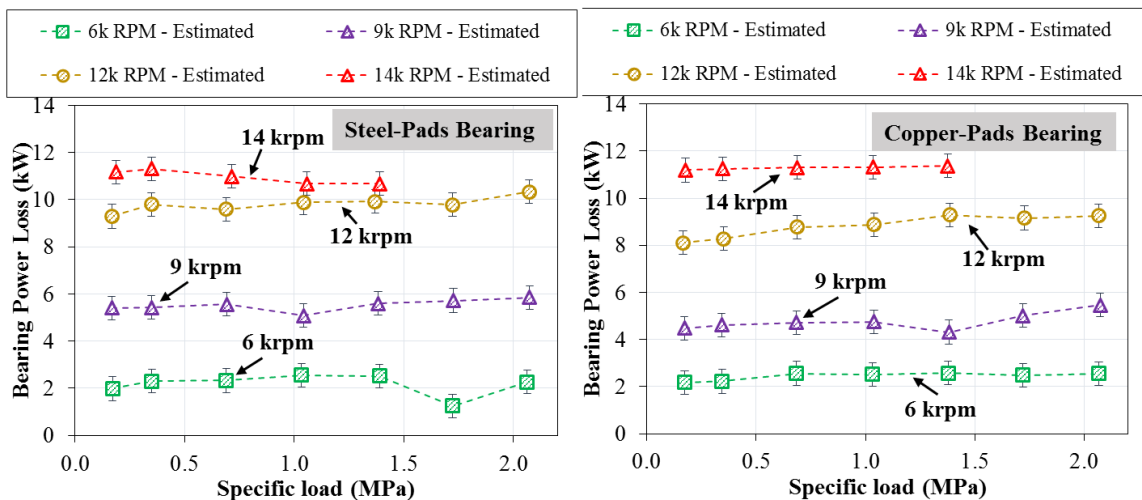 6k RPM - Estimated
9k RPM - Estimated
12k RPM - Estimated
14k RPM - Estimated
Steel-Pads Bearing
14 krpm
12 krpm
9 krpm
6 krpm
Bearing Power Loss (kW)
14
12
10
8
6
4
2
0
0.0 0.5 1.0 1.5 2.0
Specific load (MPa)
6k RPM - Estimated
9k RPM - Estimated
12k RPM - Estimated
14k RPM - Estimated
Copper-Pads Bearing
14 krpm
12 krpm
9 krpm
6 krpm
Bearing Power Loss (kW)
14
12
10
8
6
4
2
0
0.0 0.5 1.0 1.5 2.0
Specific load (MPa)